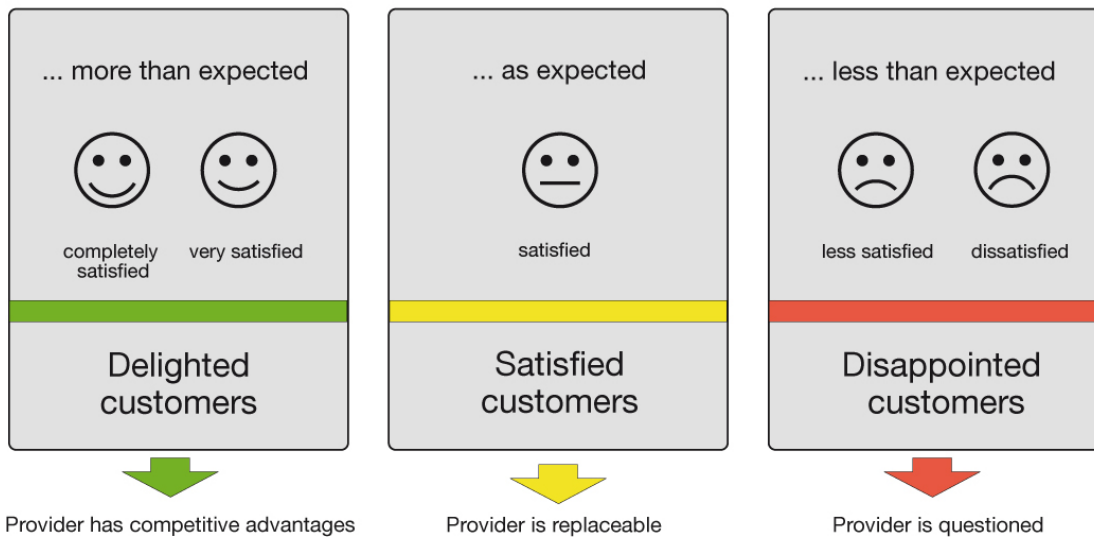 ... more than expected
completely
satisfied
very satisfied
Delighted
customers
Provider has competitive advantages
... as expected
satisfied
Satisfied
customers
Provider is replaceable
... less than expected
less satisfied
dissatisfied
Disappointed
customers
Provider is questioned